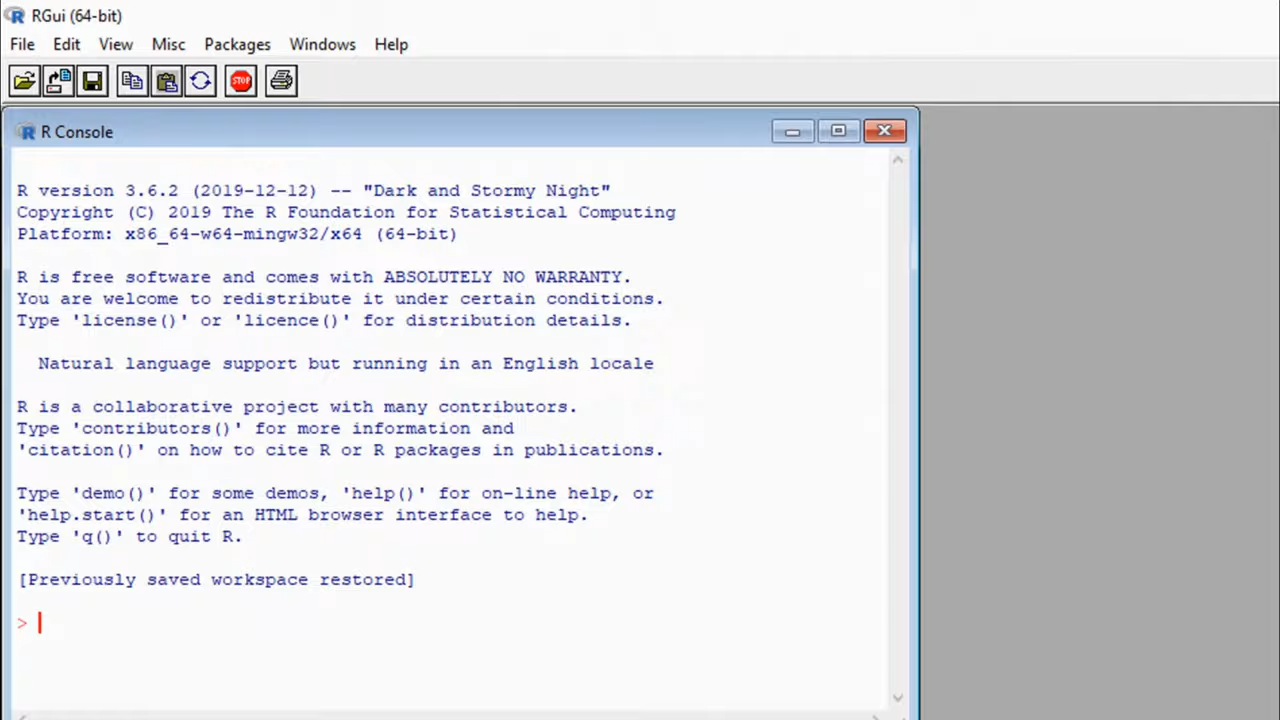 RGui (64-bit)
File Edit View Misc Packages Windows Help
STOP
R Console
R version 3.6.2 (2019-12-12) -- "Dark and Stormy Night"
Copyright (C) 2019 The R Foundation for Statistical Computing
Platform: x86_64-w64-mingw32/x64 (64-bit)
R is free software and comes with ABSOLUTELY NO WARRANTY.
You are welcome to redistribute it under certain conditions.
Type 'license()' or 'licence()' for distribution details.
Natural language support but running in an English locale
R is a collaborative project with many contributors.
Type 'contributors()' for more information and
'citation()' on how to cite R or R packages in publications.
Type 'demo()' for some demos, 'help()' for on-line help, or
'help.start()' for an HTML browser interface to help.
Type 'q()' to quit R.
[Previously saved workspace restored]
>